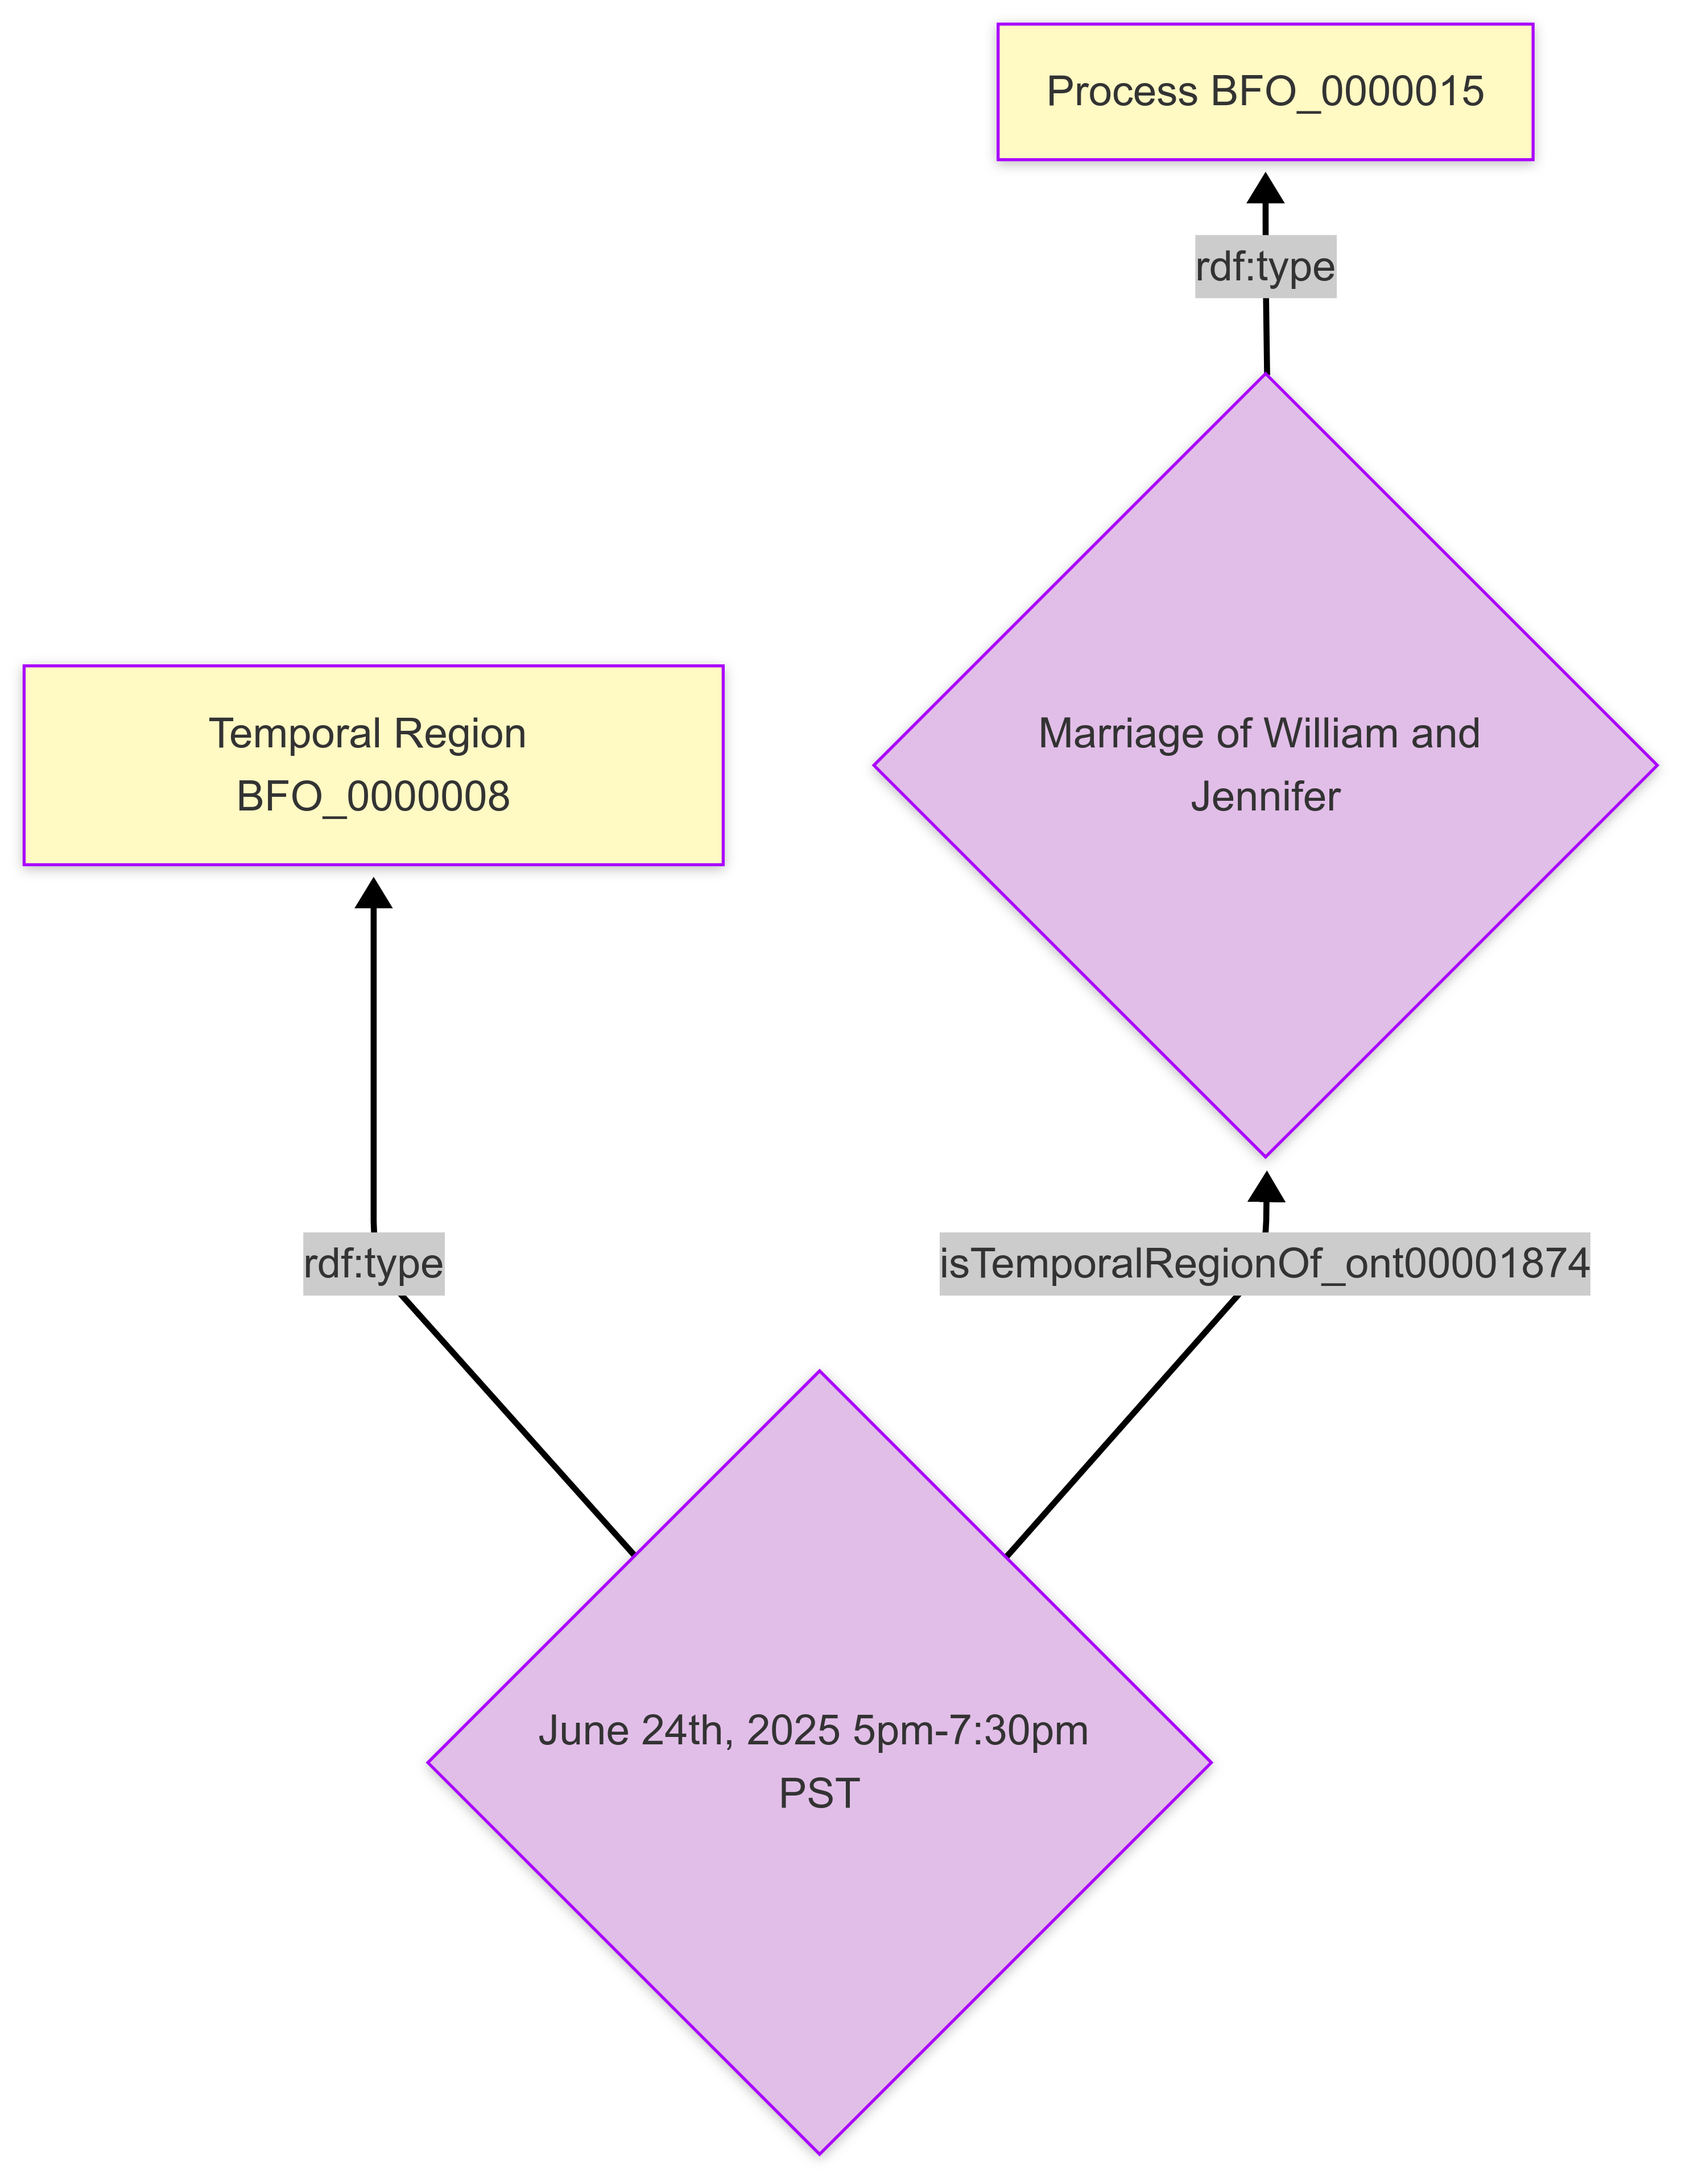 Process BFO_0000015
rdf:type
Temporal Region
BFO_0000008
Marriage of William and
Jennifer
rdf:type
isTemporalRegionOf_ont00001874
June 24th, 2025 5pm-7:30pm
PST